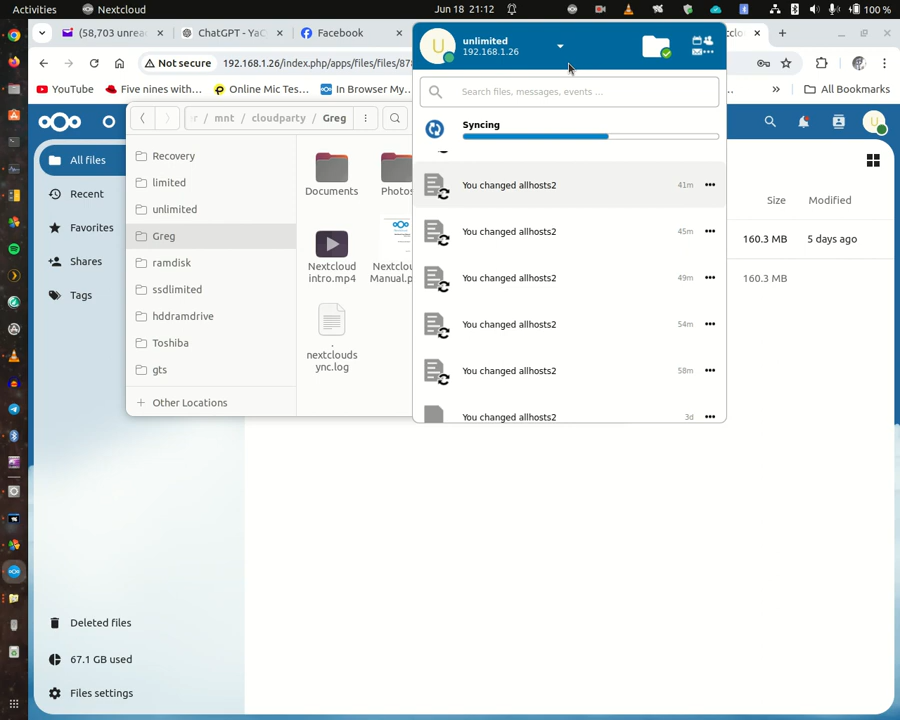 Activities
Nextcloud
Jun 18 21:12
100 %
(58,703 unrea
ChatGPT - YaC
Facebook
Not secure
192.168.1.26/index.php/apps/files/files/87
YouTube
Five nines with...
Online Mic Tes...
In Browser My...
»
All Bookmarks
All files
Recent
Favorites
Shares
Tags
Deleted files
67.1 GB used
Files settings
/ mnt / cloudparty / Greg
Recovery
limited
unlimited
Greg
ramdisk
ssdlimited
hddramdrive
Toshiba
gts
+ Other Locations
Documents
Photos
Nextcloud
intro.mp4
Nextclou
Manual.p
.
nextclouds
ync.log
U
unlimited
192.168.1.26
Search files, messages, events ...
Syncing
You changed allhosts2
41m
You changed allhosts2
45m
You changed allhosts2
49m
You changed allhosts2
54m
You changed allhosts2
58m
You changed allhosts2
3d
U
Size
Modified
160.3 MB
5 days ago
160.3 MB